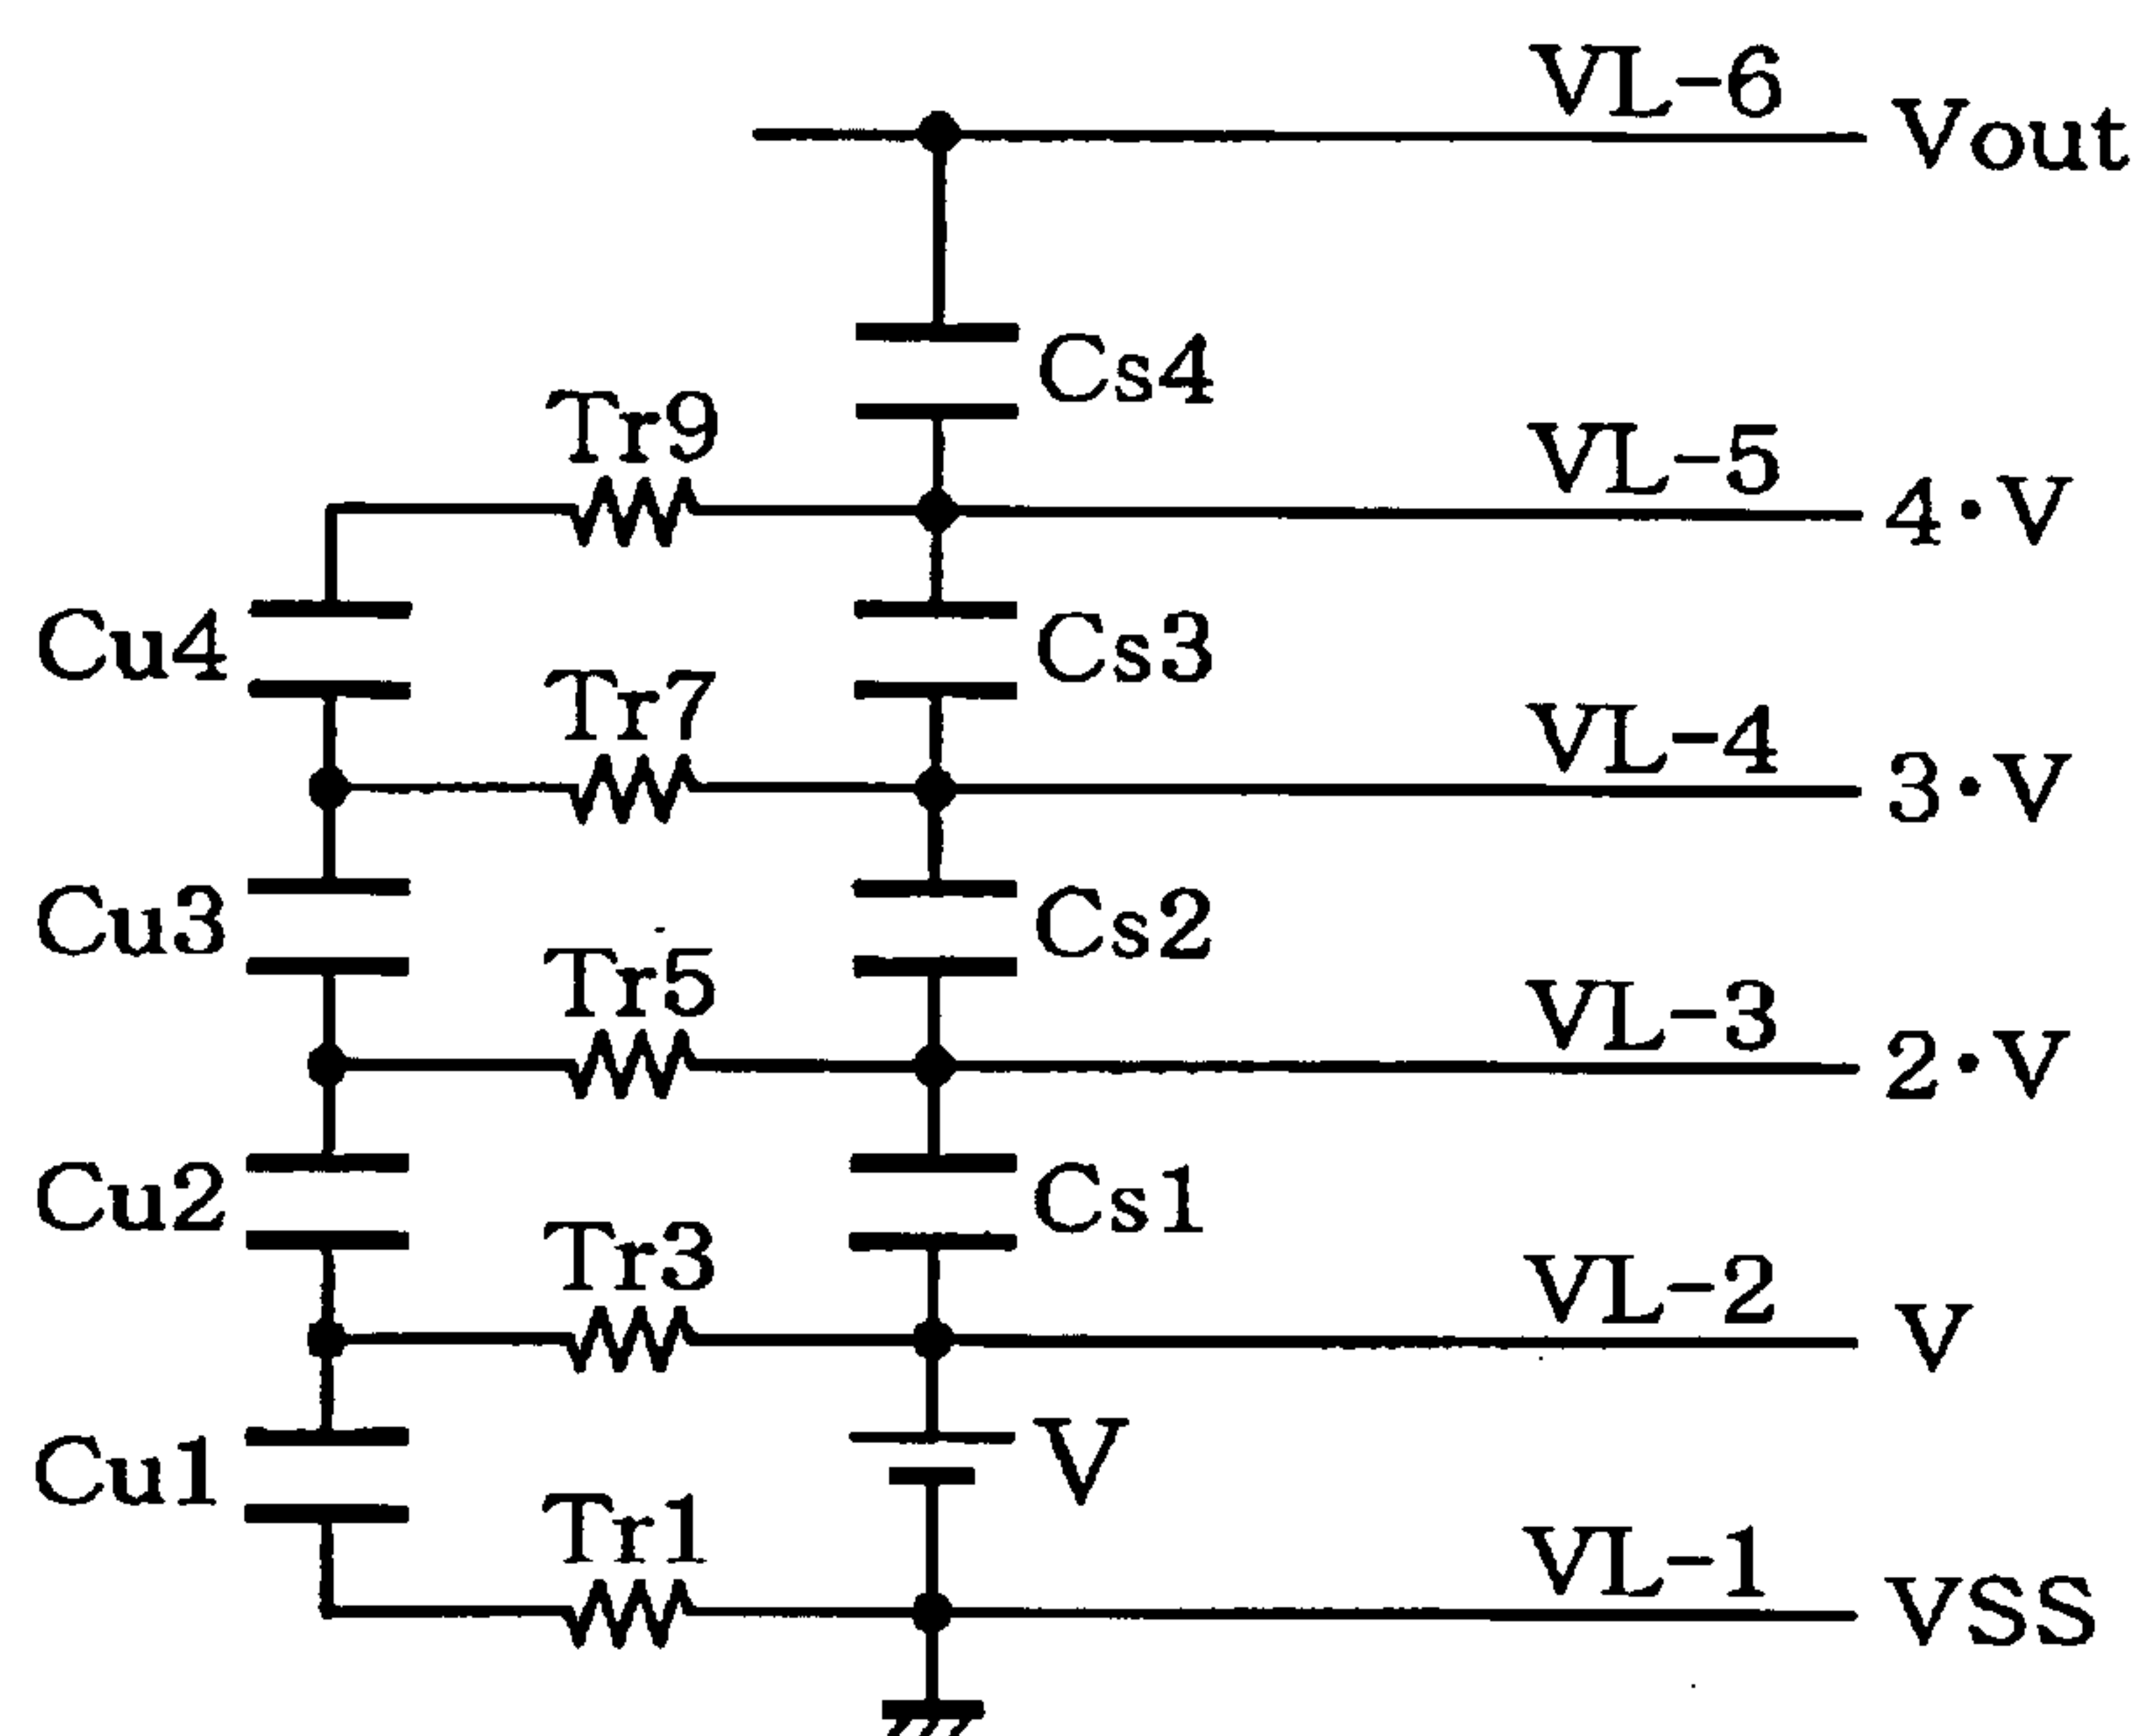 VL-6
Vout
Cs4
Tr9
VL-5
4·V
Cu4
Cs3
Tr7
VL-4
3·V
Cu3
Cs2
Tr5
VL-3
2·V
Cu2
Cs1
Tr3
VL-2
V
Cu1
V
Tr1
VL-1
VSS